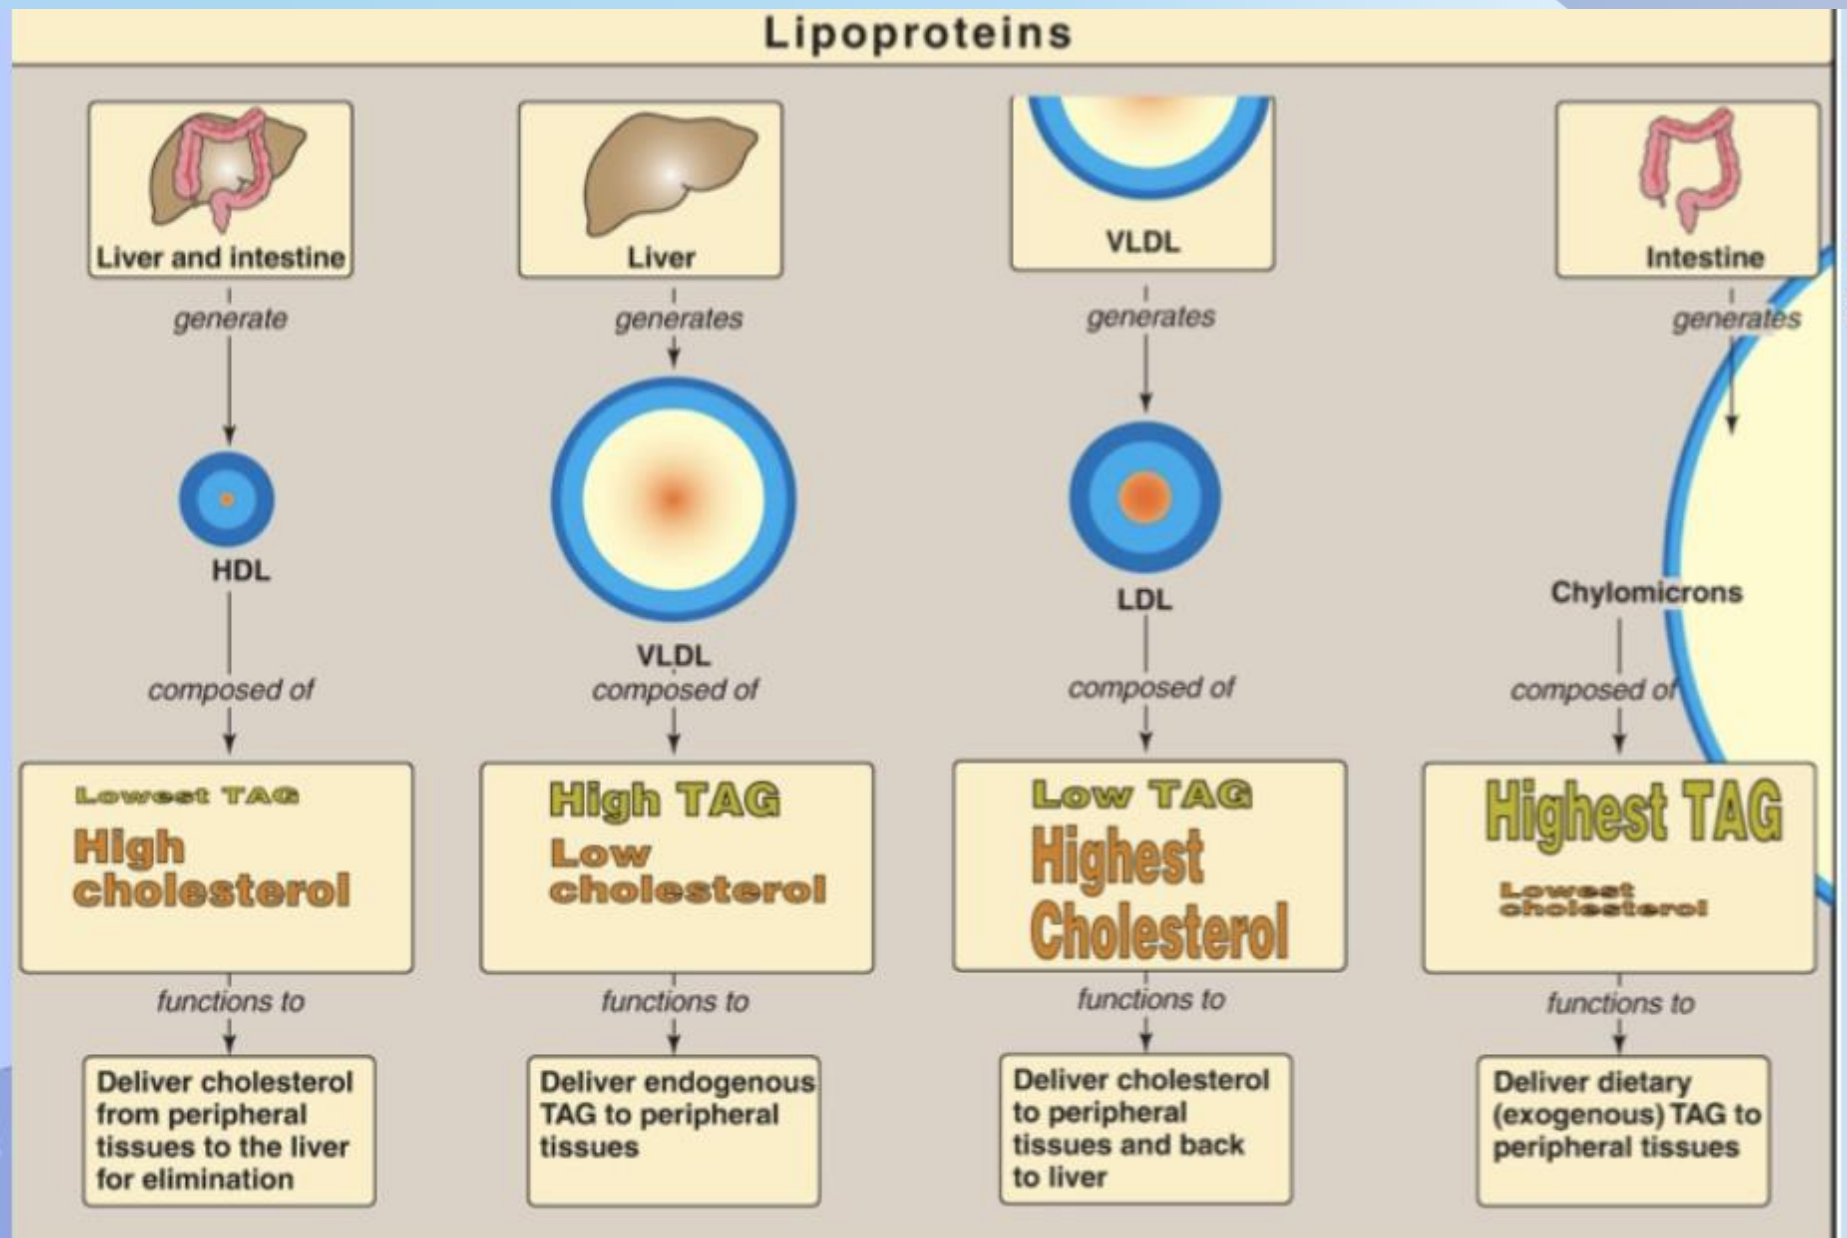 Lipoproteins
Liver and intestine
generate
HDL
composed of
Lowest TAG
High
cholesterol
functions to
Deliver cholesterol
from peripheral
tissues to the liver
for elimination
Liver
generates
VLDL
composed of
High TAG
Low
cholesterol
functions to
Deliver endogenous
TAG to peripheral
tissues
VLDL
generates
LDL
composed of
Low TAG
Highest
Cholesterol
functions to
Deliver cholesterol
to peripheral
tissues and back
to liver
Intestine
generates
Chylomicrons
composed of
Highest TAG
Lowest
cholesterol
functions to
Deliver dietary
(exogenous) TAG to
peripheral tissues